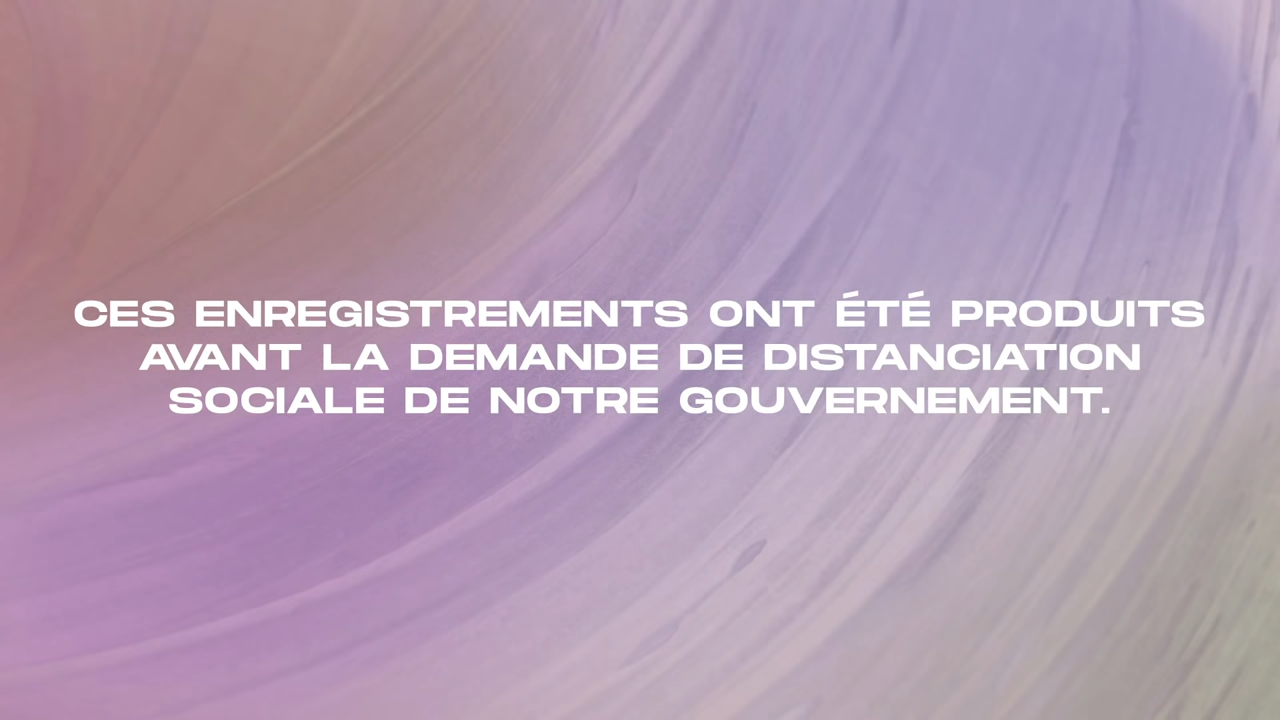 CES ENREGISTREMENTS ONT ÉTÉ PRODUITS
AVANT LA DEMANDE DE DISTANCIATION
SOCIALE DE NOTRE GOUVERNEMENT.